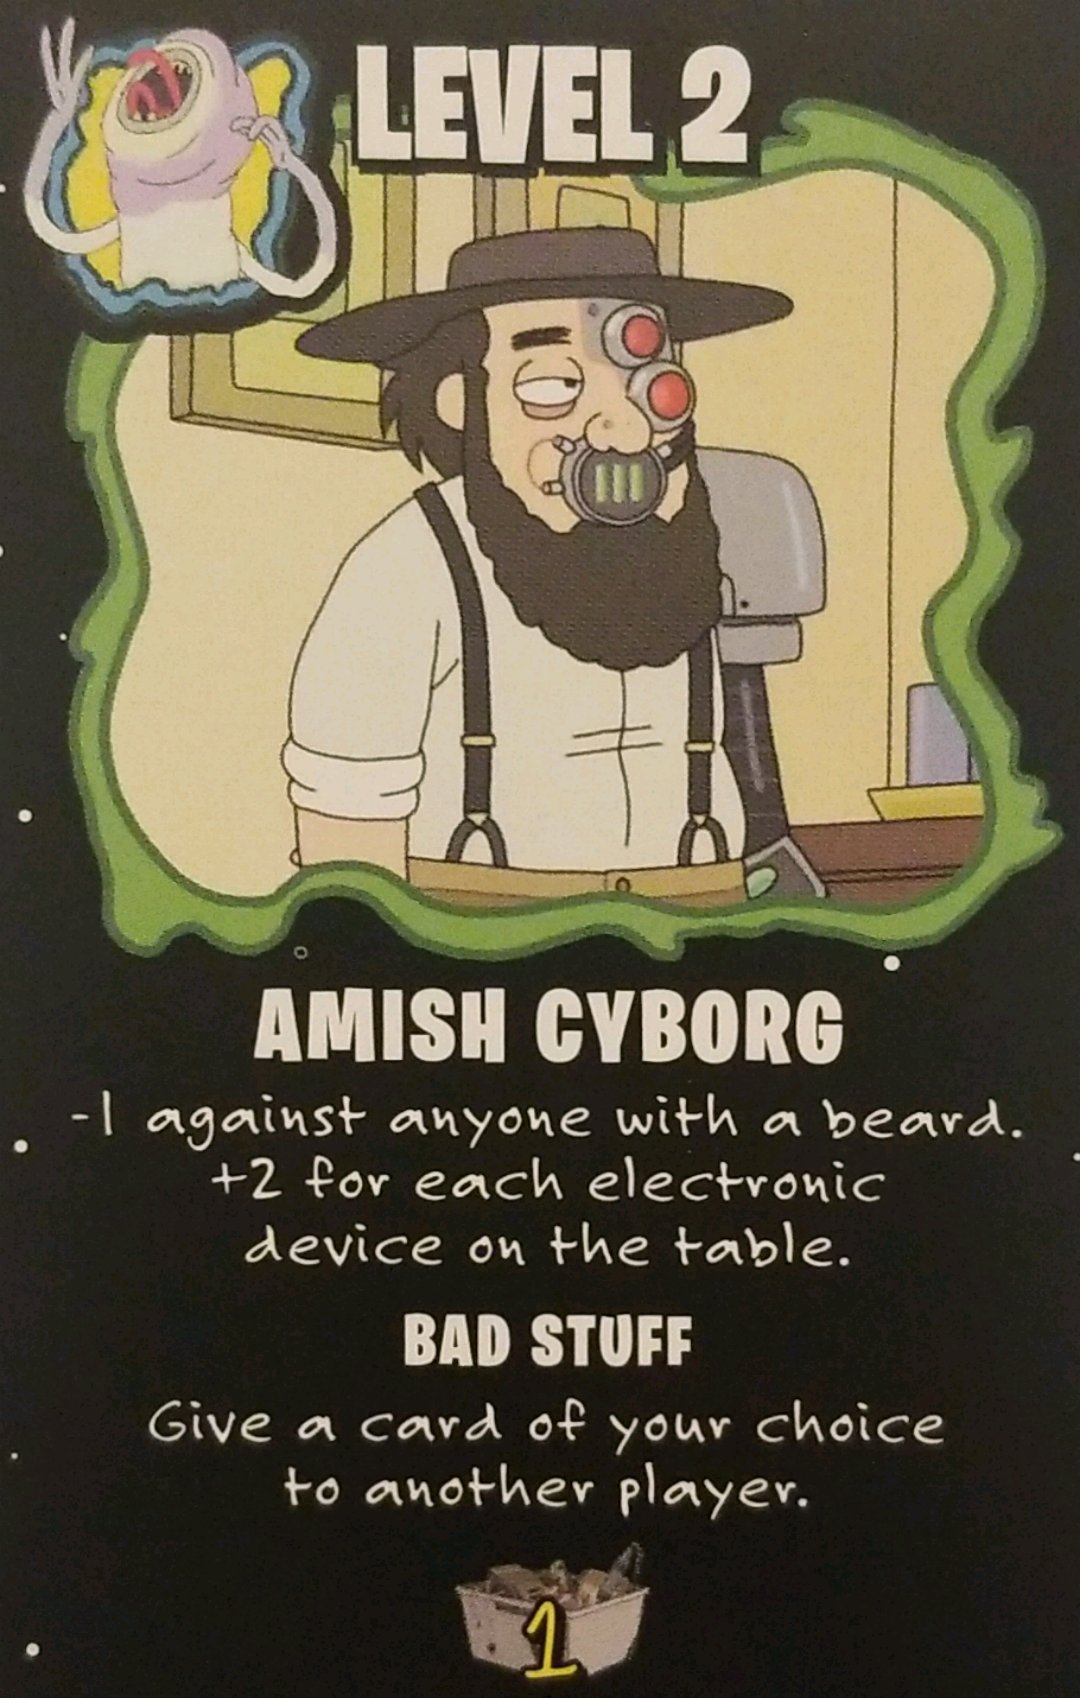 LEVEL 2
AMISH CYBORG
-1 against anyone with a beard.
+2 for each electronic
device on the table.
BAD STUFF
Give a card of your choice
to another player.
1